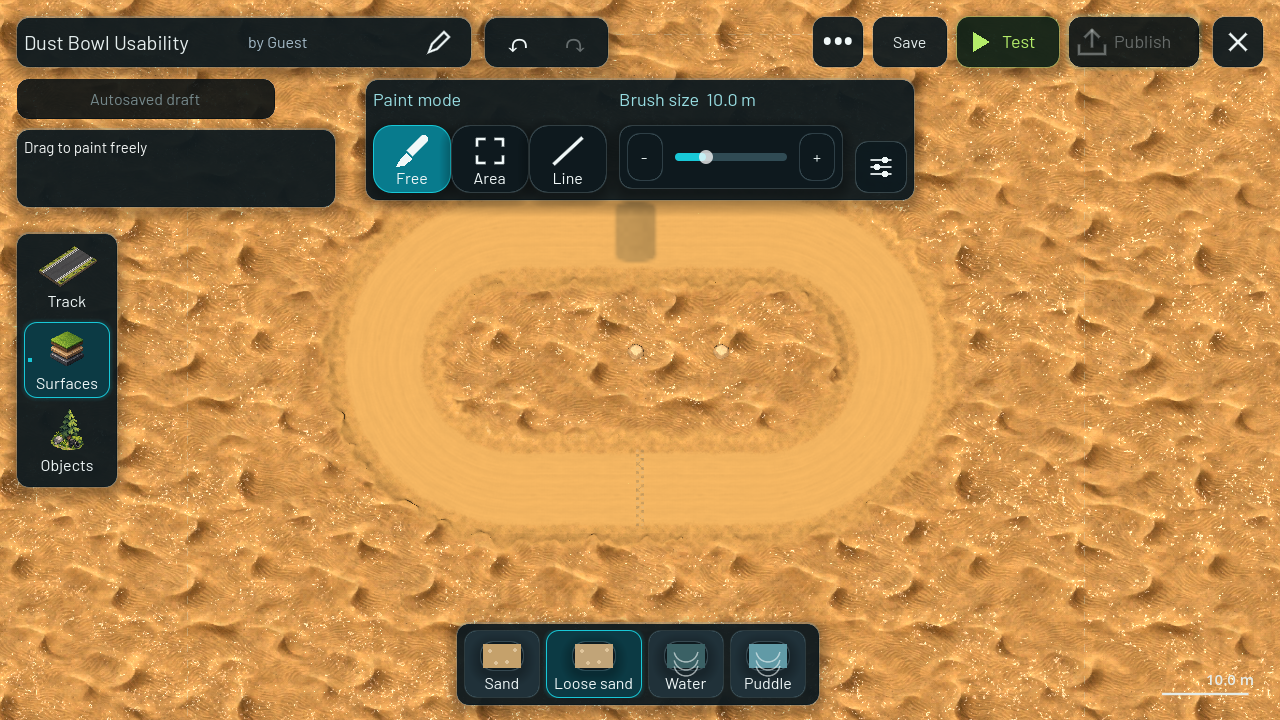 Dust Bowl Usability by Guest
Save
Test
Publish
Autosaved draft
Drag to paint freely
Paint mode
Brush size 10.0 m
Free
Area
Line
-
+
Track
Surfaces
Objects
Sand
Loose sand
Water
Puddle
10.0 m